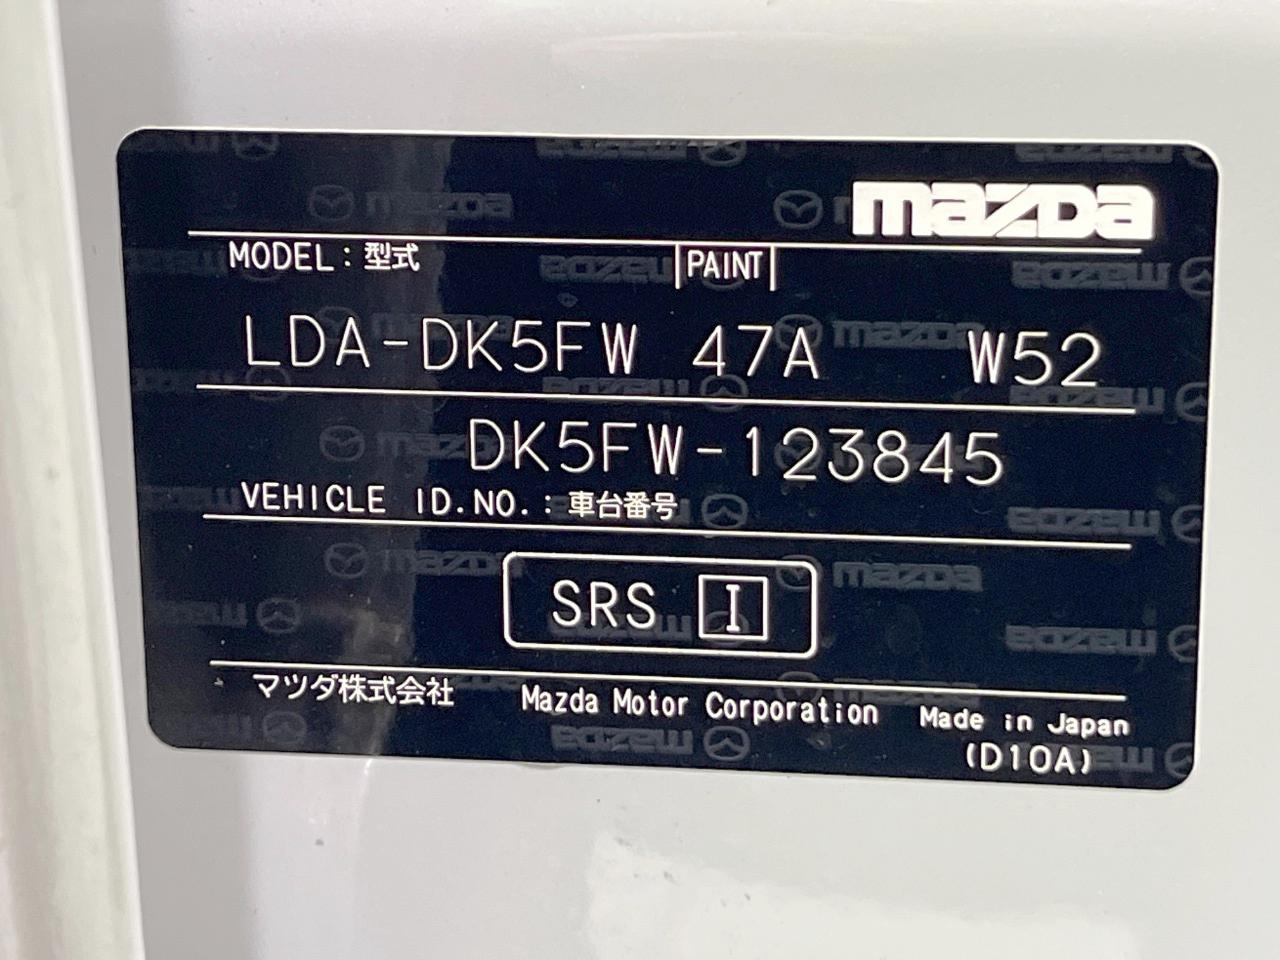 mazda
MODEL : 型式 PAINT
LDA-DK5FW 47A W52
DK5FW-123845
VEHICLE ID.NO. : 車台番号
SRS I
マツダ株式会社 Mazda Motor Corporation Made in Japan
(D10A)